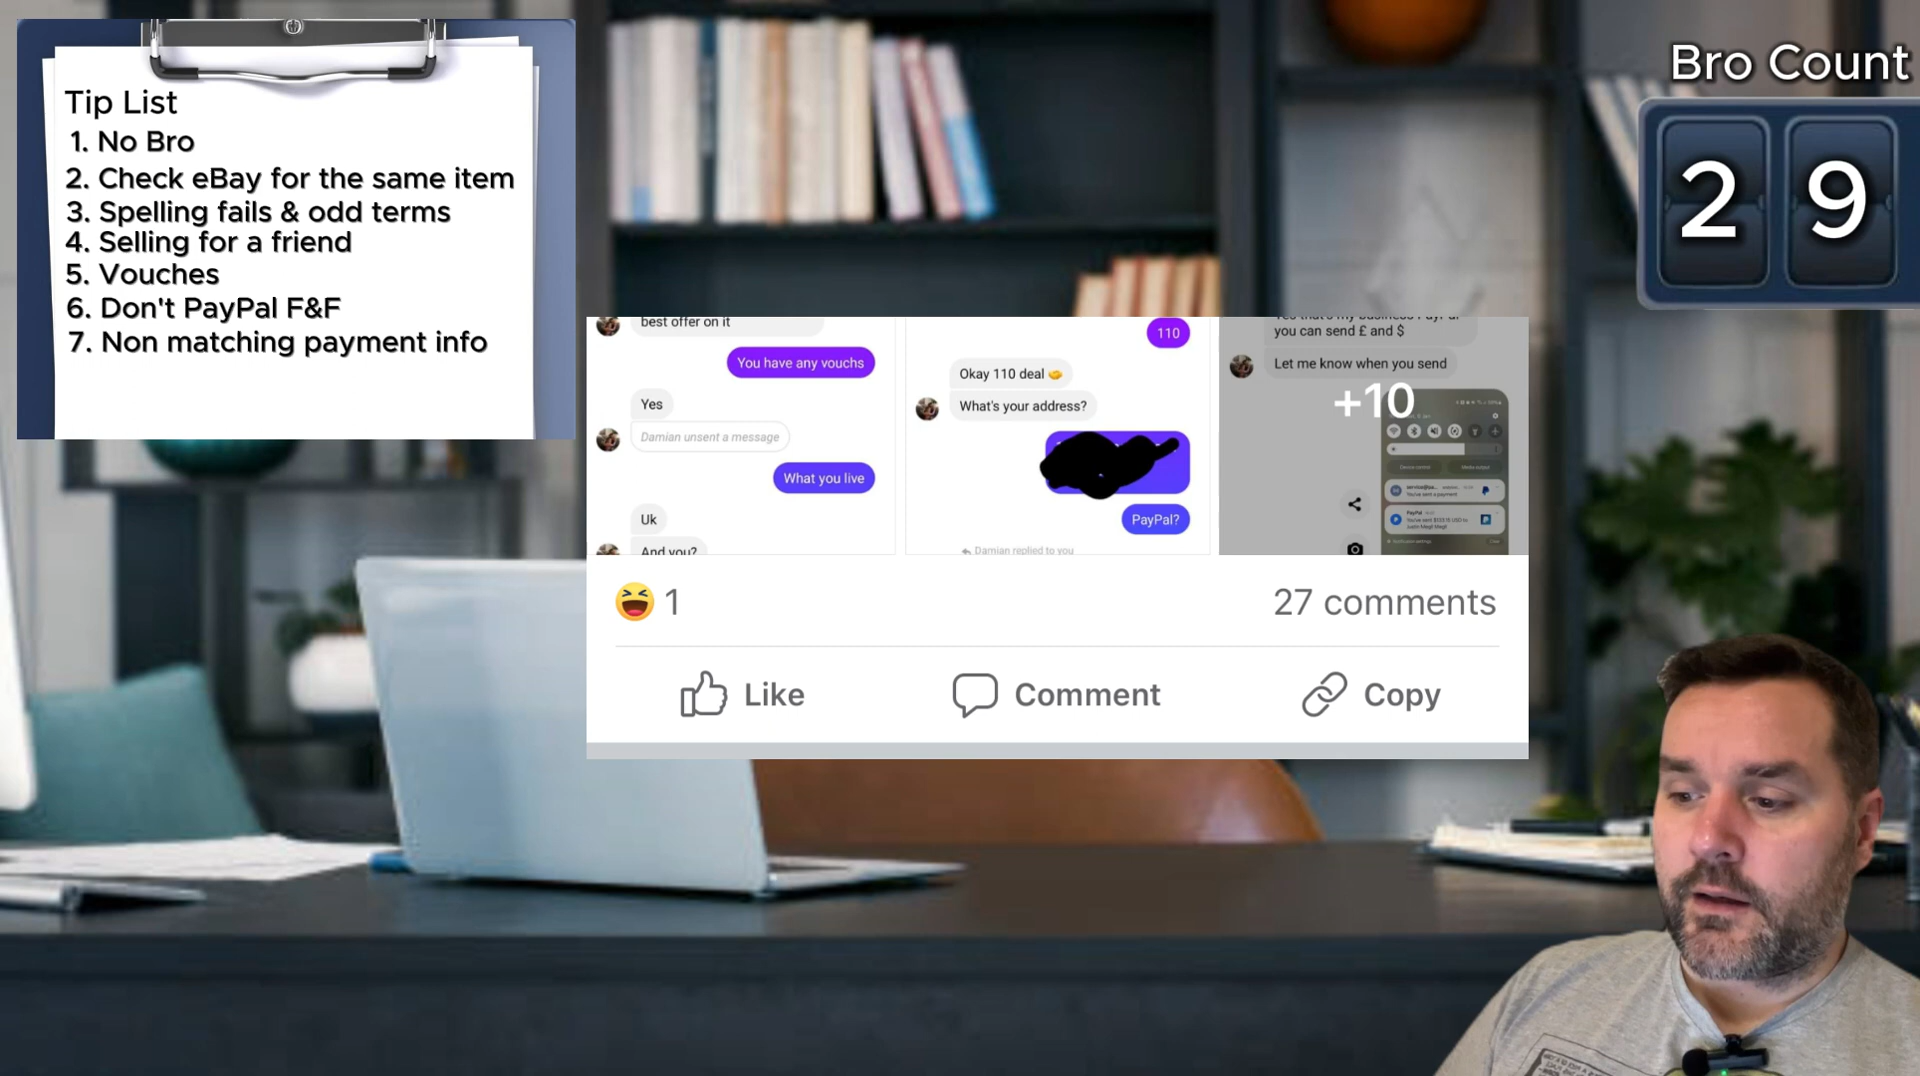 Tip List
1. No Bro
2. Check eBay for the same item
3. Spelling fails & odd terms
4. Selling for a friend
5. Vouches
6. Don't PayPal F&F
7. Non matching payment info
Bro Count
2 9
best offer on it
You have any vouchs
Yes
Damian unsent a message
What you live
Uk
And you?
110
Okay 110 deal 🤝
What's your address?
PayPal?
Damian replied to you
you can send £ and $
Let me know when you send
+10
😆 1
27 comments
Like
Comment
Copy